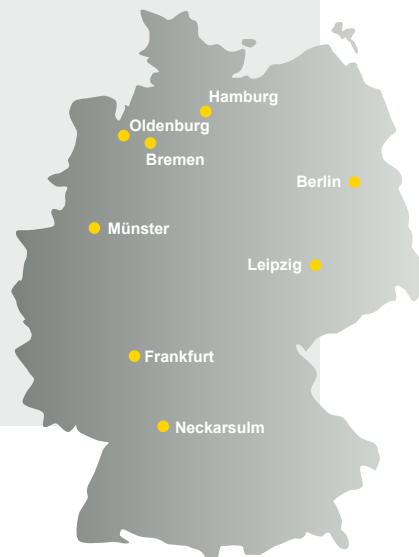 Hamburg
Oldenburg
Bremen
Berlin
Münster
Leipzig
Frankfurt
Neckarsulm